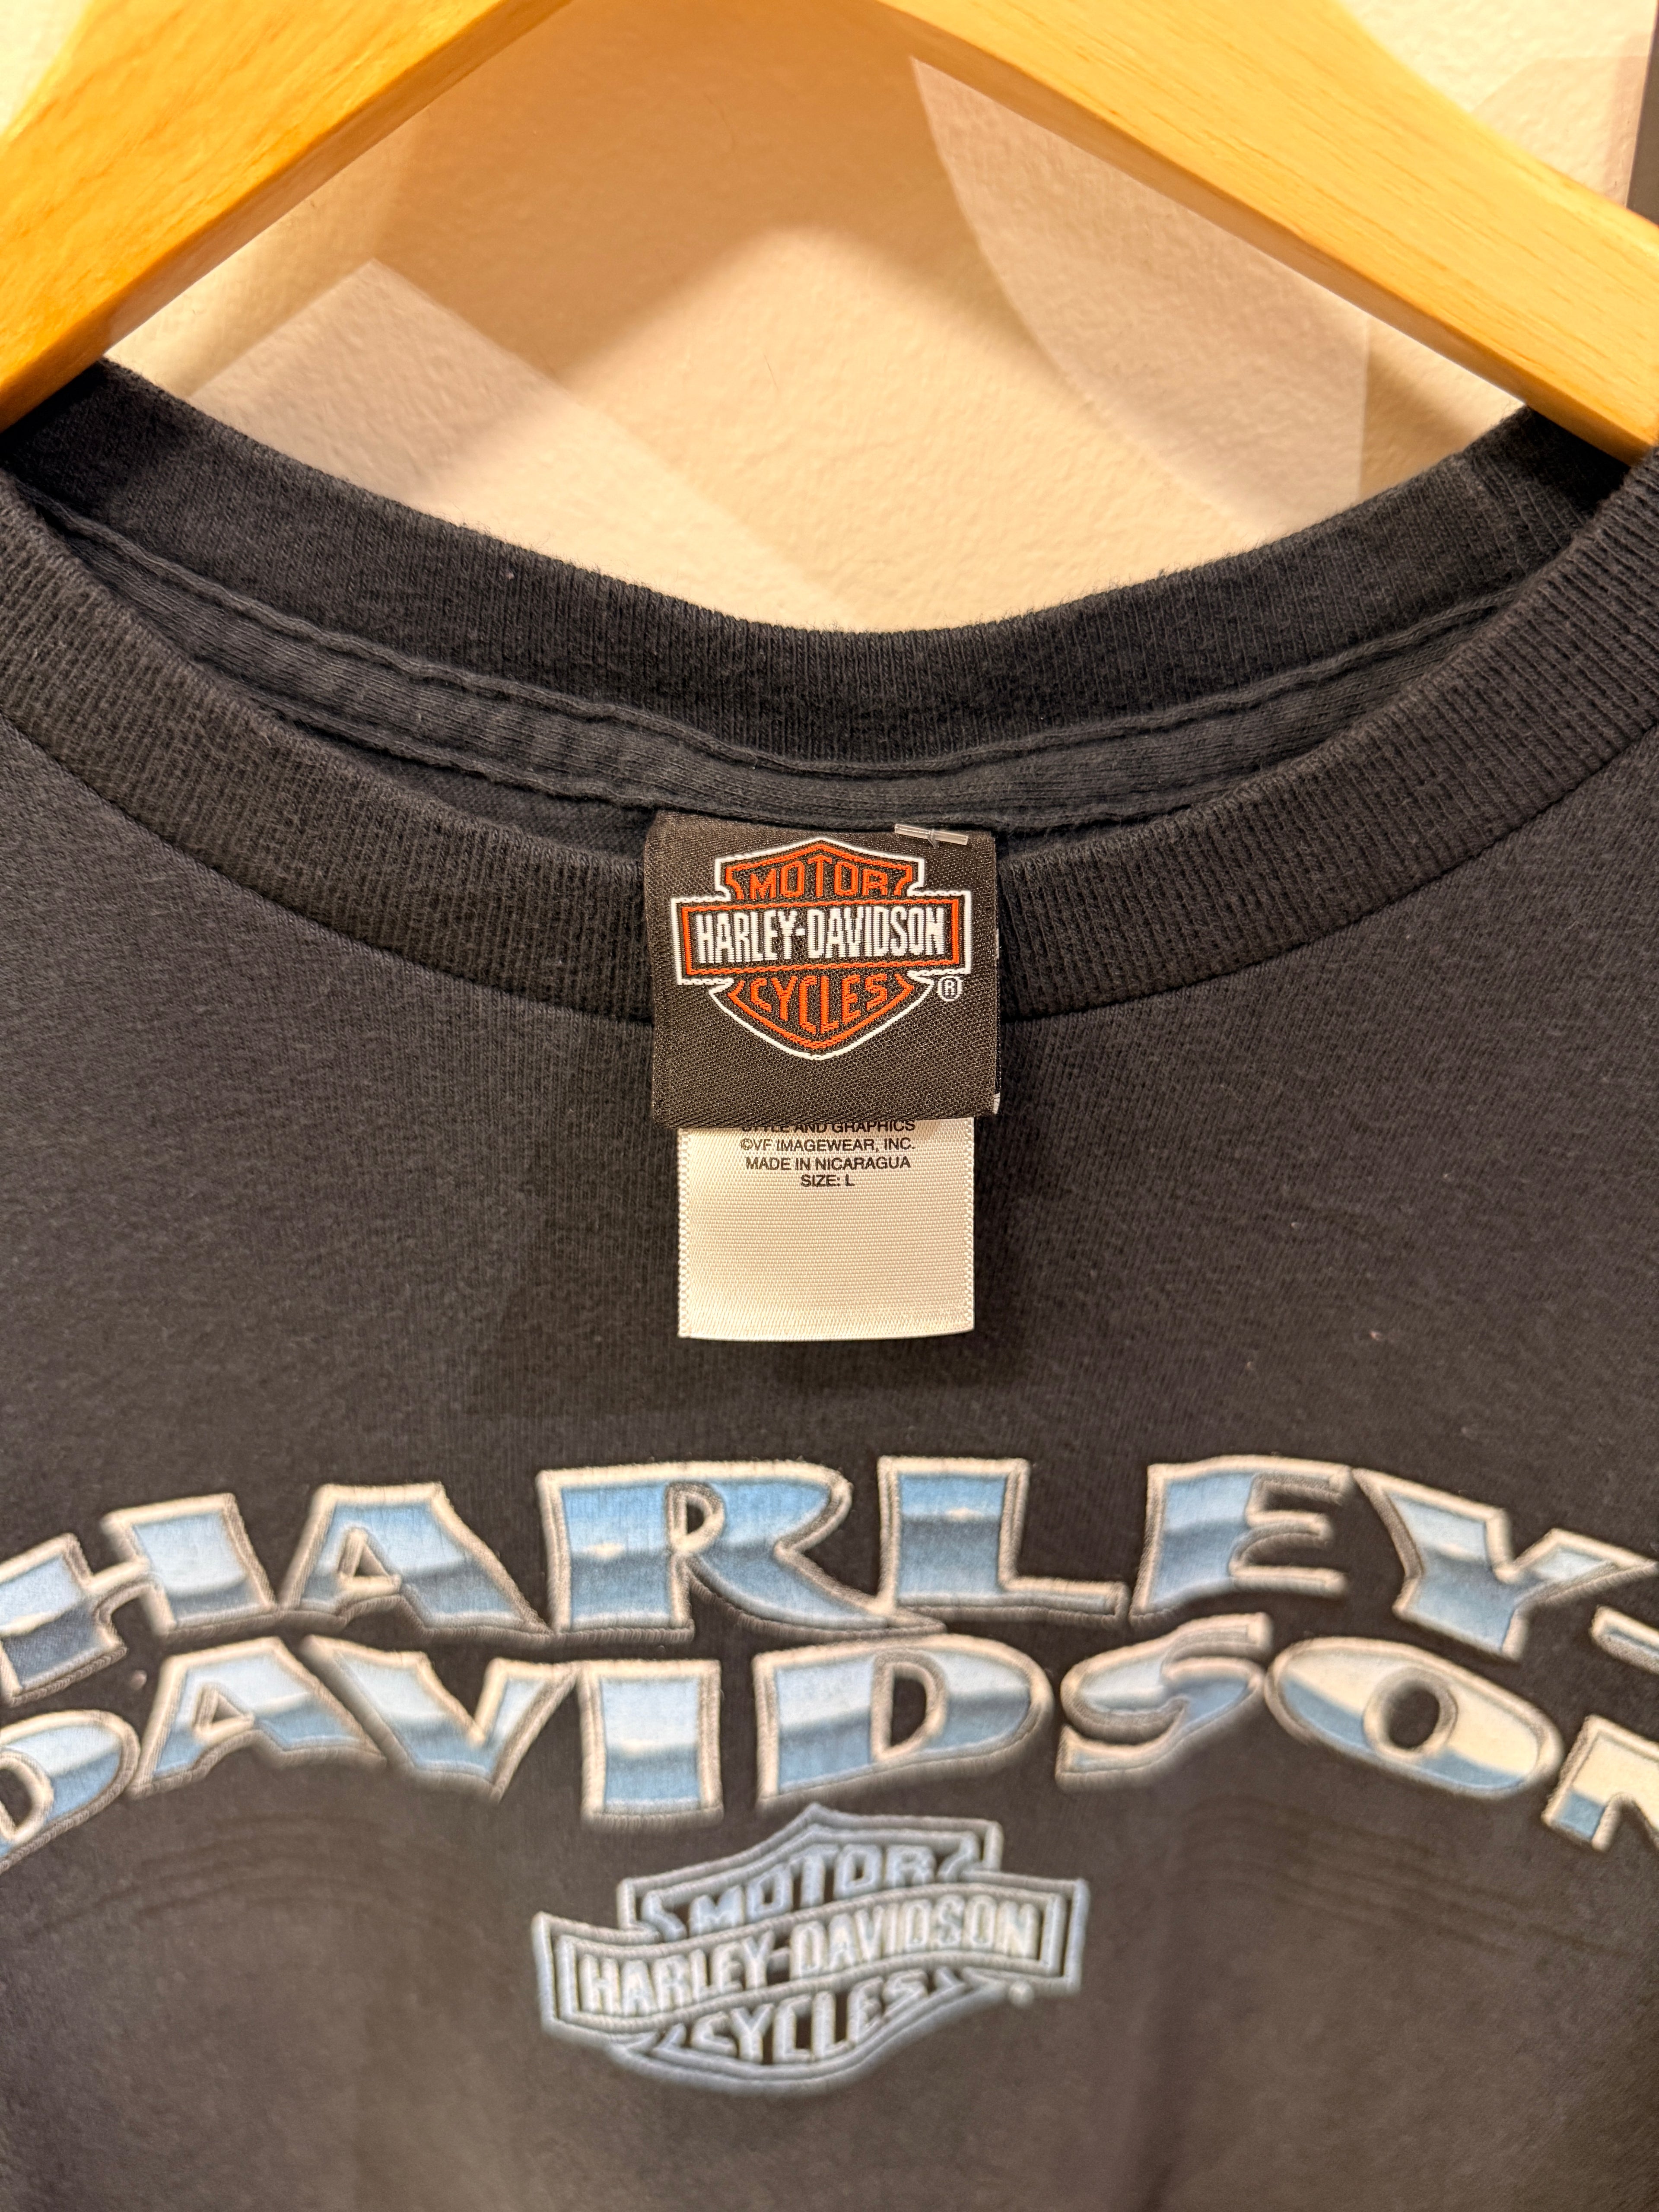 MOTOR
HARLEY-DAVIDSON
CYCLES
®
STYLE AND GRAPHICS
©VF IMAGEWEAR, INC.
MADE IN NICARAGUA
SIZE: L
HARLEY-
DAVIDSON
MOTOR
HARLEY-DAVIDSON
CYCLES